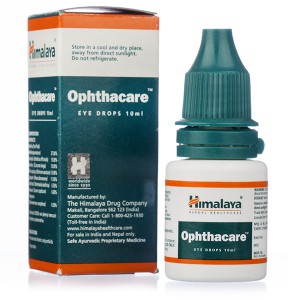 Himalaya
Store in a cool and dry place,
away from direct sunlight.
Do not refrigerate.
Ophthacare™
EYE DROPS 10ml
H
worldwide
since 1930
Manufactured by:
The Himalaya Drug Company
Makali, Bangalore 562 123 (India)
Customer Care: Call 1-800-425-1930
(Toll-free in India)
www.himalayahealthcare.com
For sale in India and Nepal only.
Safe Ayurvedic Proprietary Medicine
Himalaya
HERBAL HEALTHCARE
Ophthacare™
EYE DROPS 10ml